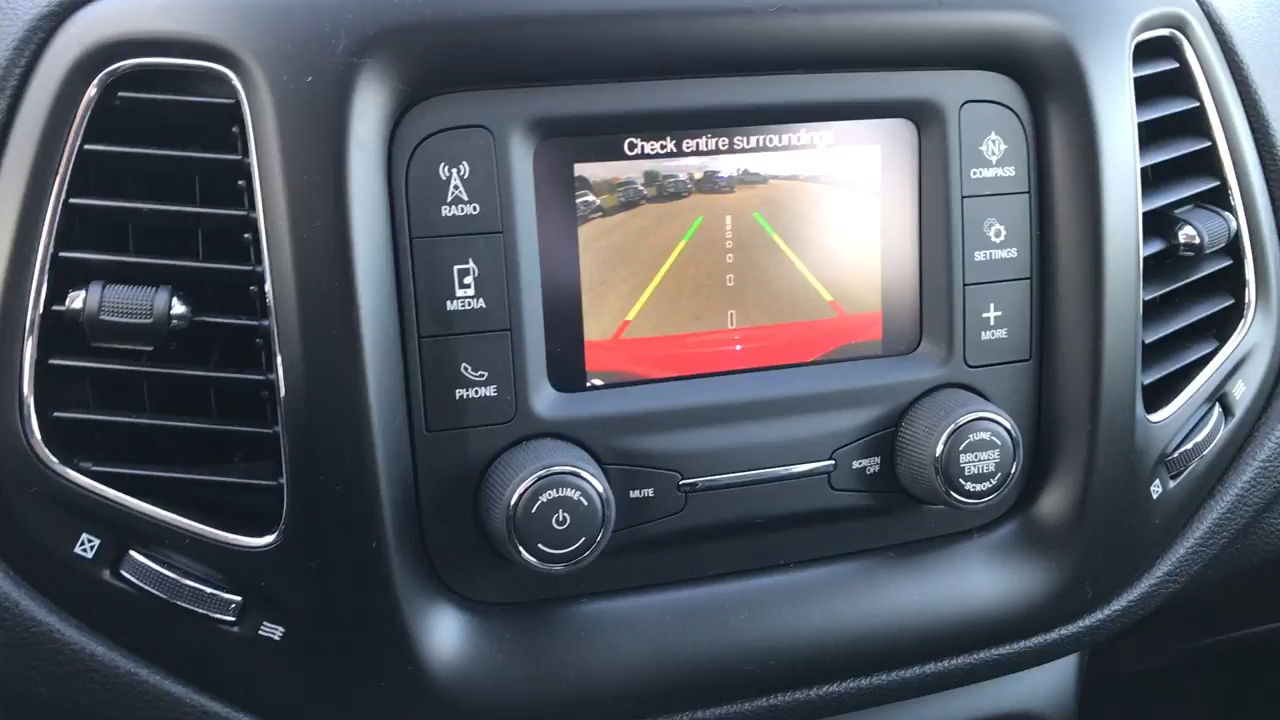 Check entire surroundings
RADIO
MEDIA
PHONE
N
COMPASS
SETTINGS
MORE
VOLUME
MUTE
SCREEN
OFF
TUNE
BROWSE
ENTER
SCROLL